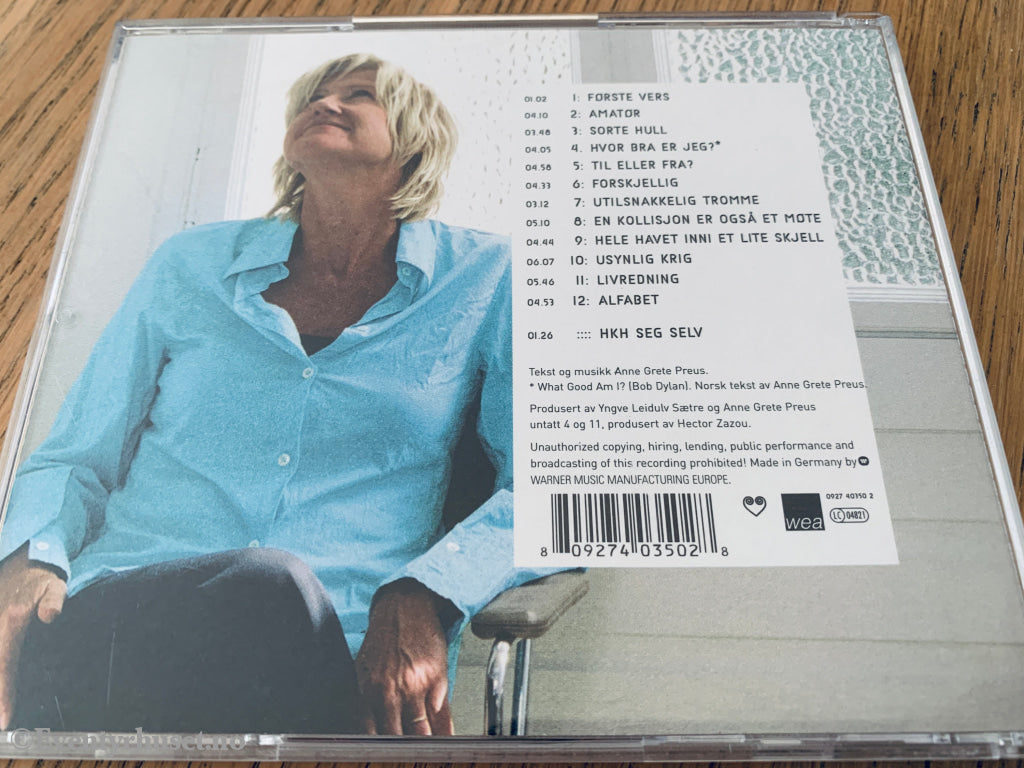 01.02 1: FØRSTE VERS
04.10 2: AMATØR
03.48 3: SORTE HULL
04.05 4. HVOR BRA ER JEG?*
04.58 5: TIL ELLER FRA?
04.33 6: FORSKJELLIG
03.12 7: UTILSNAKKELIG TROMME
05.10 8: EN KOLLISJON ER OGSÅ ET MØTE
04.44 9: HELE HAVET INNI ET LITE SKJELL
06.07 10: USYNLIG KRIG
05.46 11: LIVREDNING
04.53 12: ALFABET
01.26 :::: HKH SEG SELV
Tekst og musikk Anne Grete Preus.
* What Good Am I? (Bob Dylan). Norsk tekst av Anne Grete Preus.
Produsert av Yngve Leidulv Sætre og Anne Grete Preus
untatt 4 og 11, produsert av Hector Zazou.
Unauthorized copying, hiring, lending, public performance and
broadcasting of this recording prohibited! Made in Germany by
WARNER MUSIC MANUFACTURING EUROPE.
0927 40350 2
wea LC 04821
8 09274 03502 8
©Eventyrhuset.no